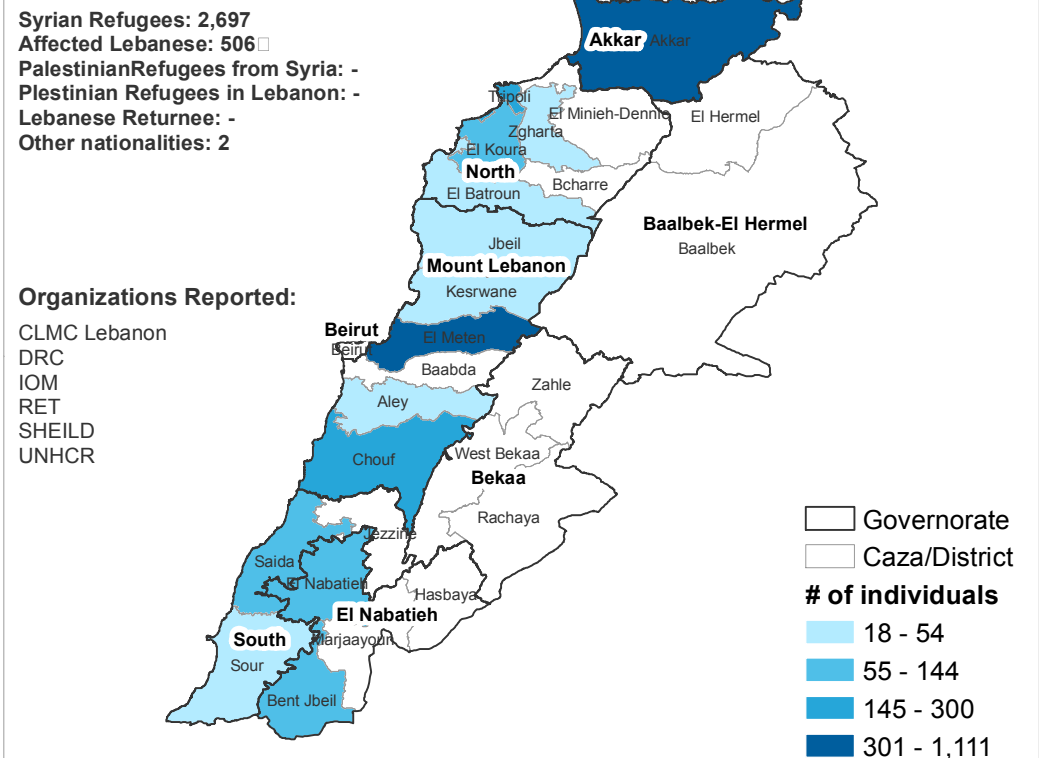 Syrian Refugees: 2,697
Affected Lebanese: 506□
PalestinianRefugees from Syria: -
Plestinian Refugees in Lebanon: -
Lebanese Returnee: -
Other nationalities: 2
Akkar Akkar
Tripoli
El Minieh-Dennie
El Hermel
Zgharta
El Koura
North
Bcharre
El Batroun
Baalbek-El Hermel
Baalbek
Jbeil
Mount Lebanon
Kesrwane
Organizations Reported:
CLMC Lebanon
DRC
IOM
RET
SHEILD
UNHCR
Beirut
Beirut
El Meten
Baabda
Zahle
Aley
Chouf
West Bekaa
Bekaa
Rachaya
Jezzine
Saida
El Nabatieh
Hasbaya
El Nabatieh
South
Marjaayoun
Sour
Bent Jbeil
Governorate
Caza/District
# of individuals
18 - 54
55 - 144
145 - 300
301 - 1,111